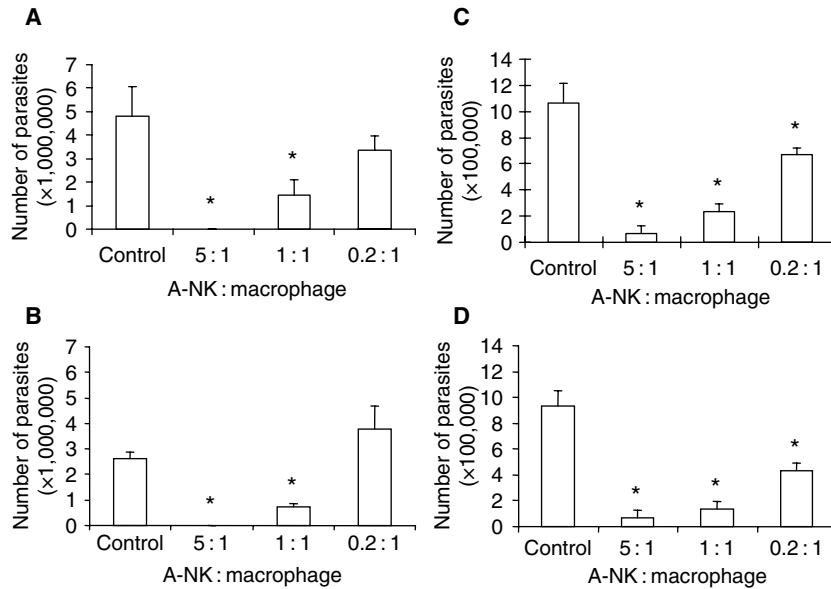 A
Number of parasites
(×1,000,000)
7
6
5
4
3
2
1
0
*
*
Control
5 : 1
1 : 1
0.2 : 1
A-NK : macrophage
C
Number of parasites
(×100,000)
14
12
10
8
6
4
2
0
*
*
*
Control
5 : 1
1 : 1
0.2 : 1
A-NK : macrophage
B
Number of parasites
(×1,000,000)
7
6
5
4
3
2
1
0
*
*
Control
5 : 1
1 : 1
0.2 : 1
A-NK : macrophage
D
Number of parasites
(×100,000)
14
12
10
8
6
4
2
0
*
*
*
Control
5 : 1
1 : 1
0.2 : 1
A-NK : macrophage